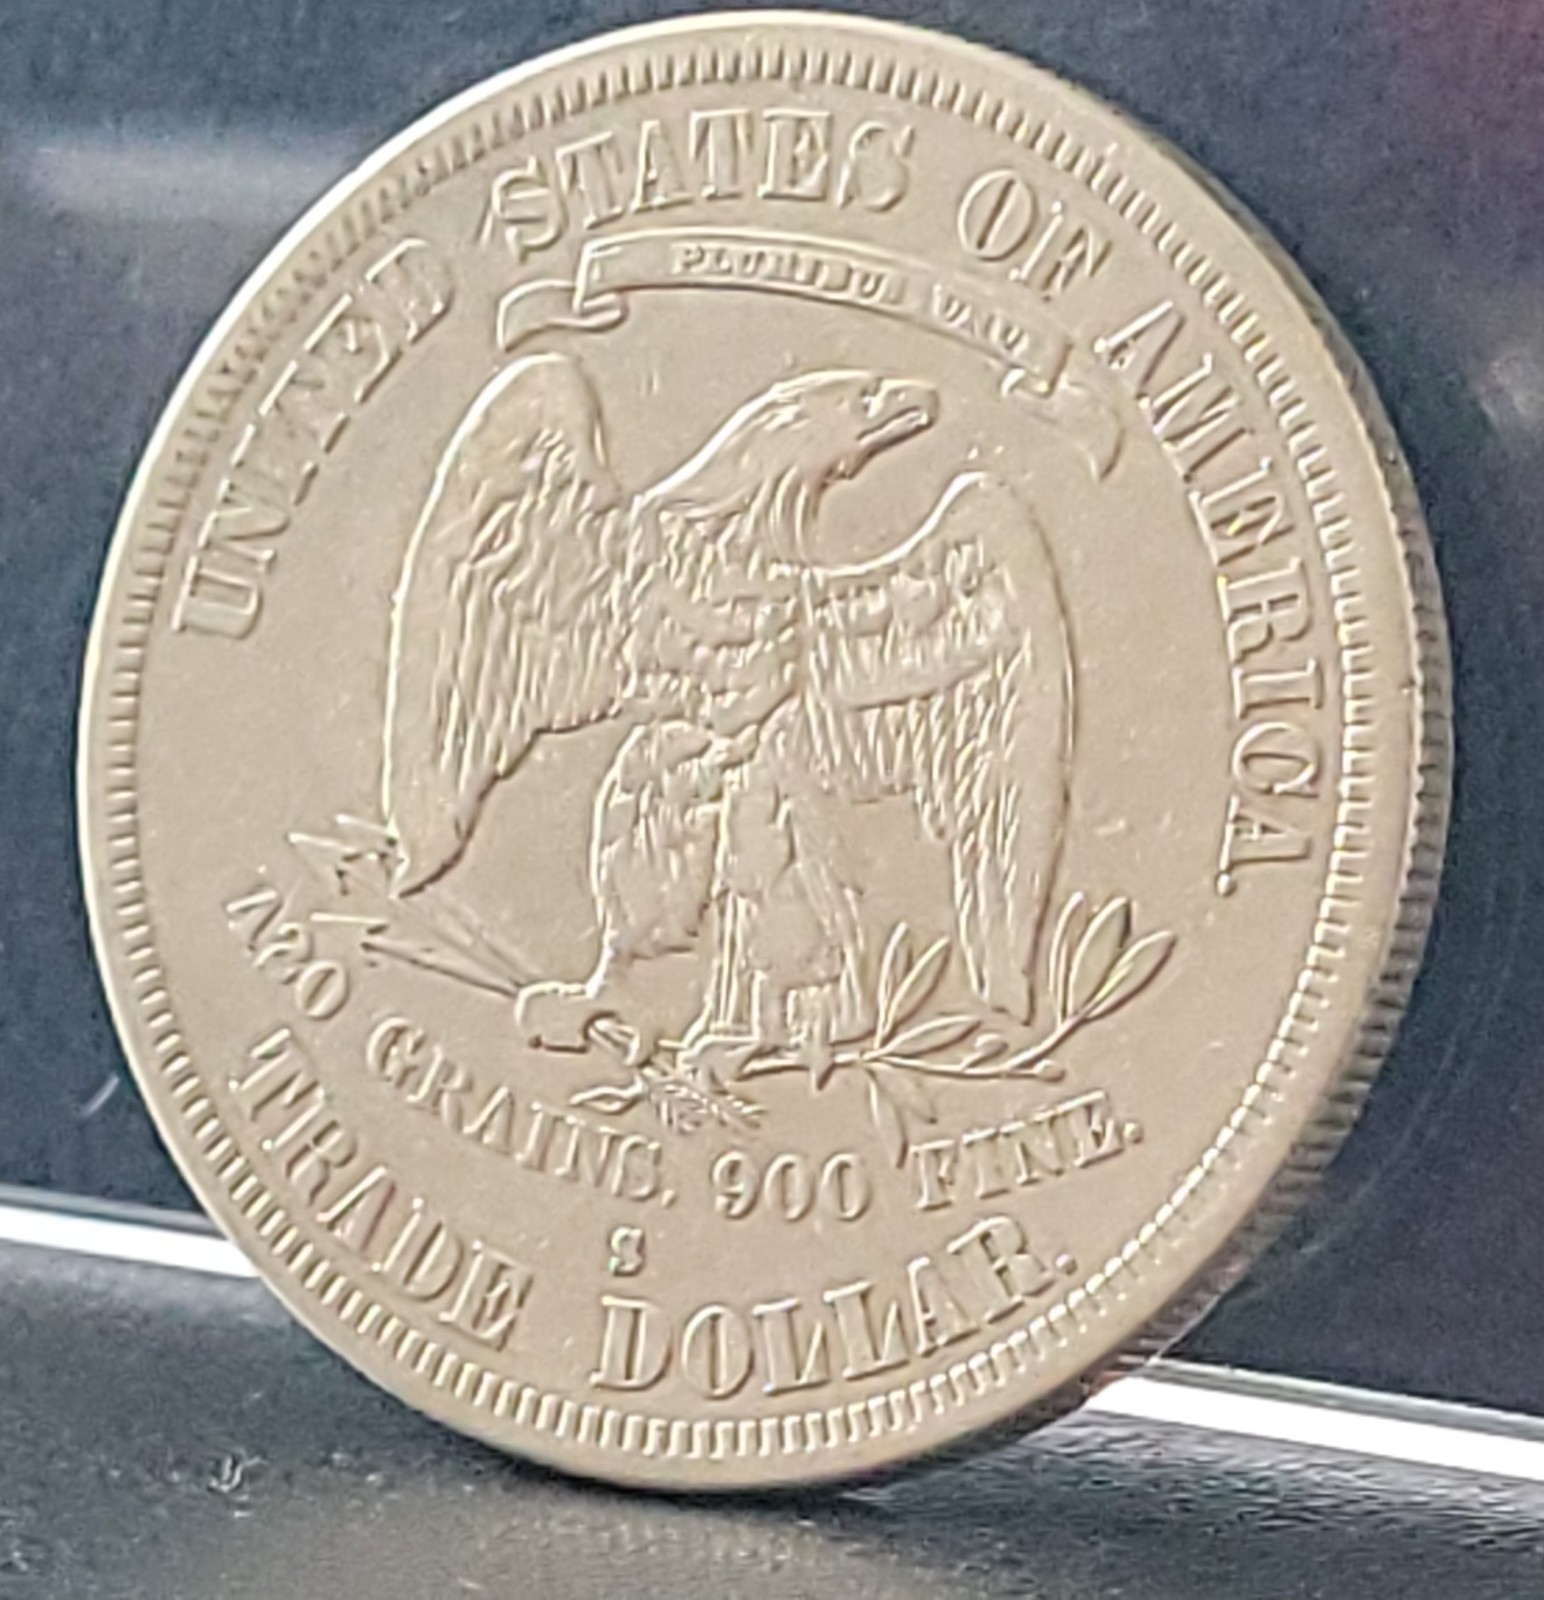 UNITED STATES OF AMERICA.
PLURIBUS UNUM
420 GRAINS. 900 FINE.
S
TRADE DOLLAR.